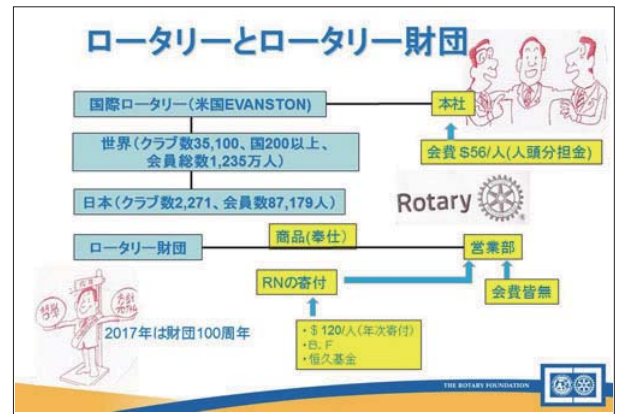 ロータリーとロータリー財団
国際ロータリー(米国EVANSTON)
本社
世界(クラブ数35,100、国200以上、
会員総数1,235万人)
会費$56/人(人頭分担金)
日本(クラブ数2,271、会員数87,179人)
Rotary
商品(奉仕)
ロータリー財団
営業部
RNの寄付
会費皆無
2017年は財団100周年
・$120/人(年次寄付)
・B.F
・恒久基金
THE ROTARY FOUNDATION